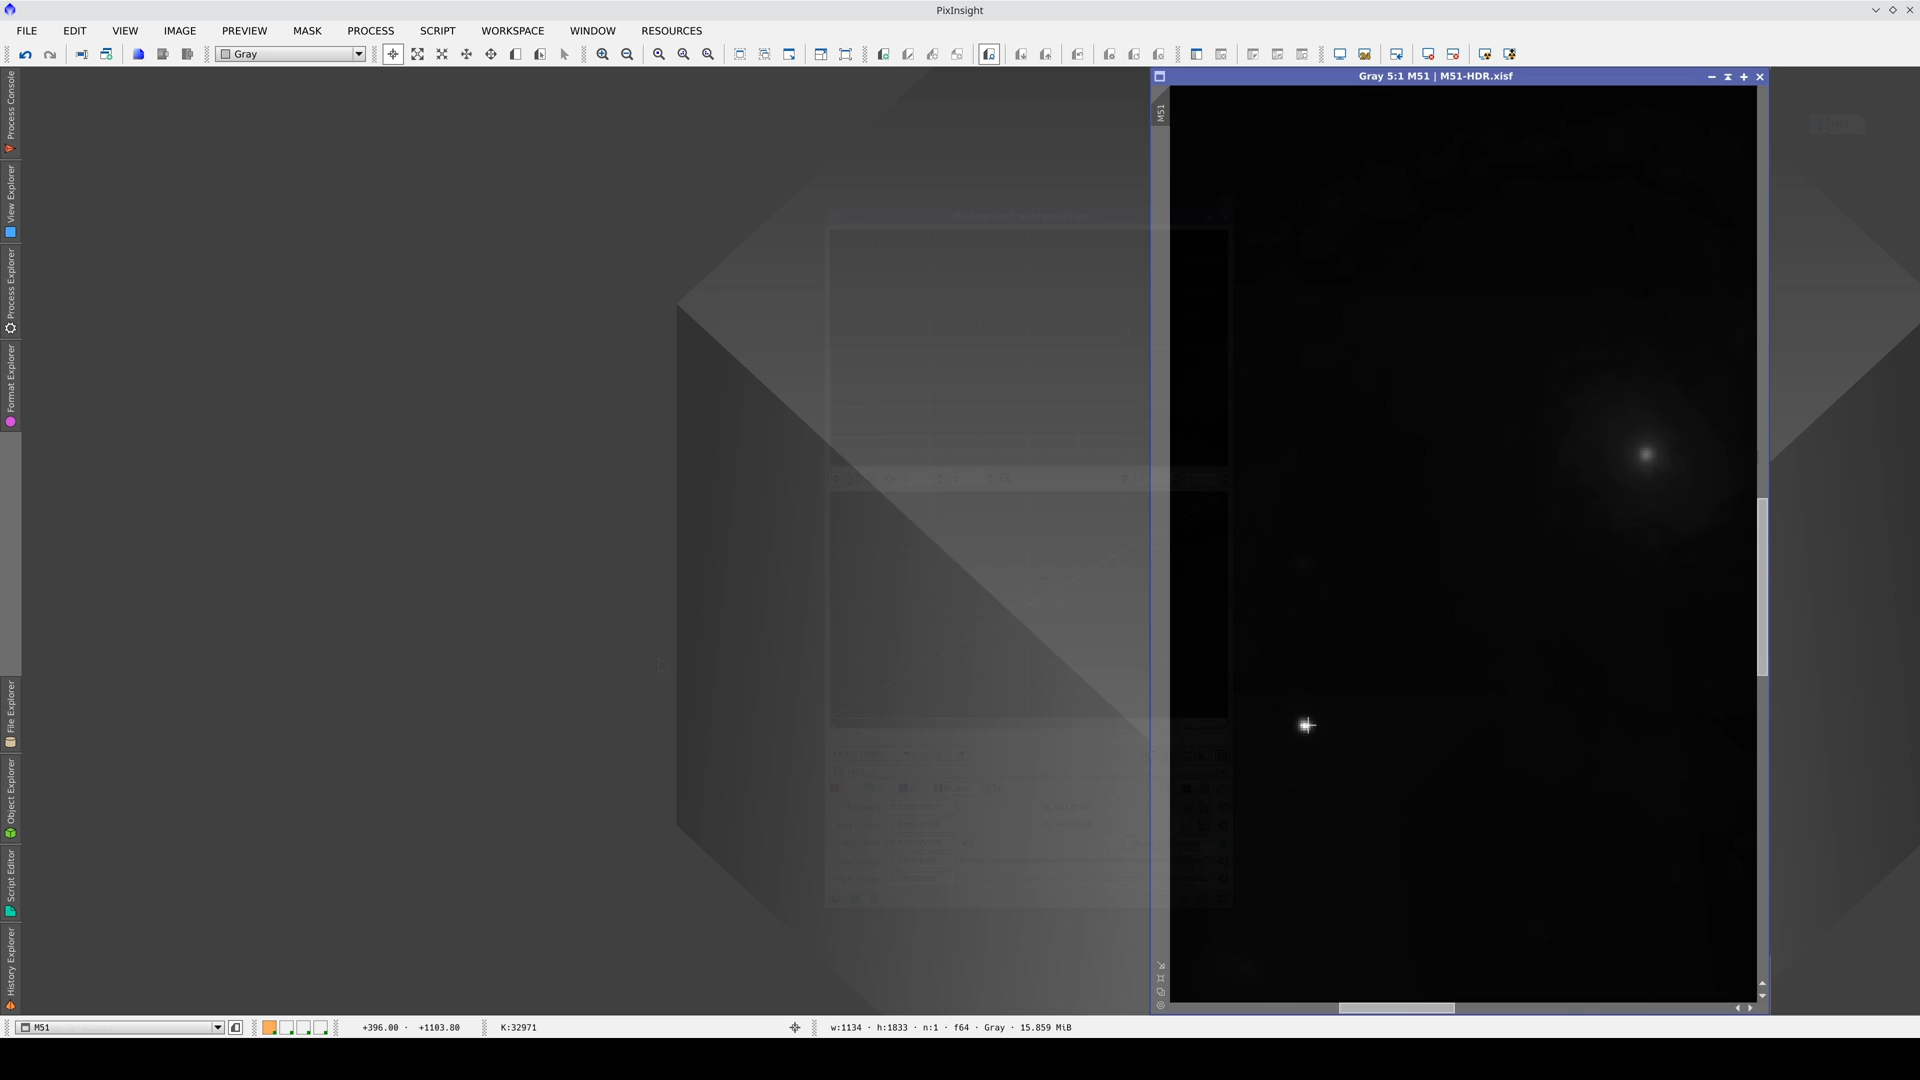 PixInsight
FILE EDIT VIEW IMAGE PREVIEW MASK PROCESS SCRIPT WORKSPACE WINDOW RESOURCES
Gray
Process Console
View Explorer
Process Explorer
Format Explorer
File Explorer
Object Explorer
Script Editor
History Explorer
Gray 5:1 M51 | M51-HDR.xisf
M51
M51
+396.00 · +1103.80
K:32971
w:1134 · h:1833 · n:1 · f64 · Gray · 15.859 MiB